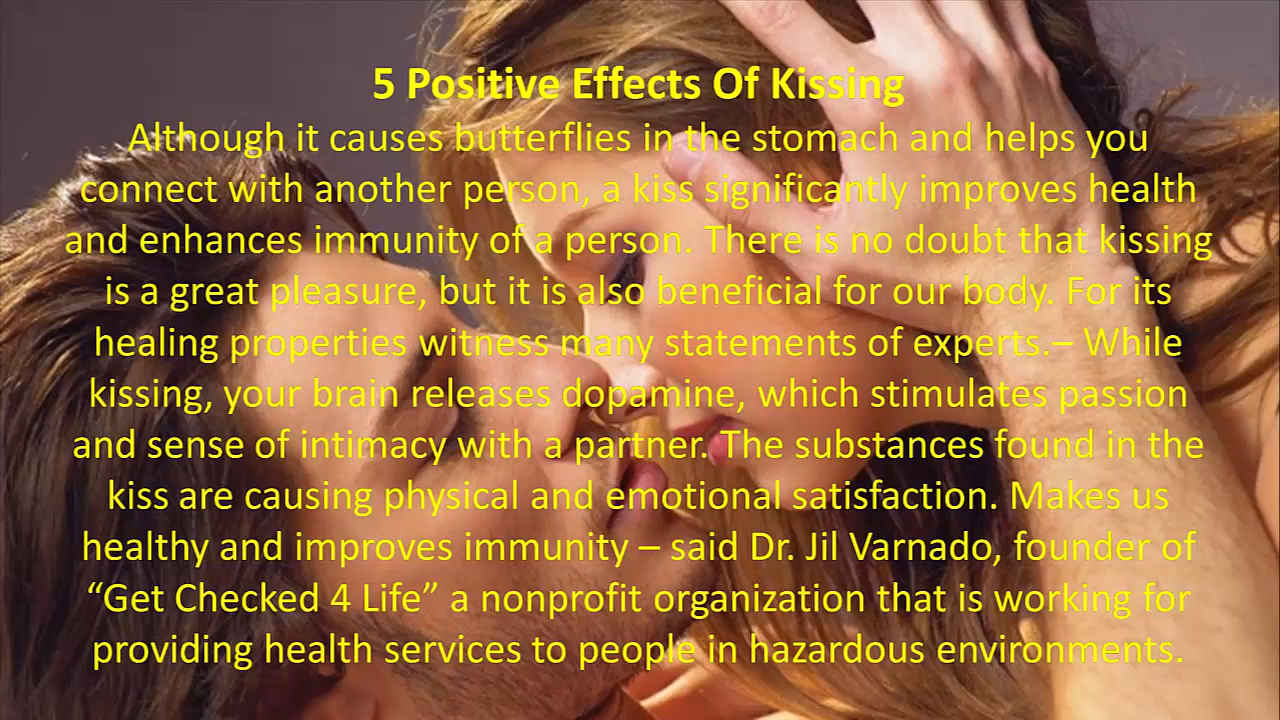 5 Positive Effects Of Kissing
Although it causes butterflies in the stomach and helps you
connect with another person, a kiss significantly improves health
and enhances immunity of a person. There is no doubt that kissing
is a great pleasure, but it is also beneficial for our body. For its
healing properties witness many statements of experts.– While
kissing, your brain releases dopamine, which stimulates passion
and sense of intimacy with a partner. The substances found in the
kiss are causing physical and emotional satisfaction. Makes us
healthy and improves immunity – said Dr. Jil Varnado, founder of
“Get Checked 4 Life” a nonprofit organization that is working for
providing health services to people in hazardous environments.